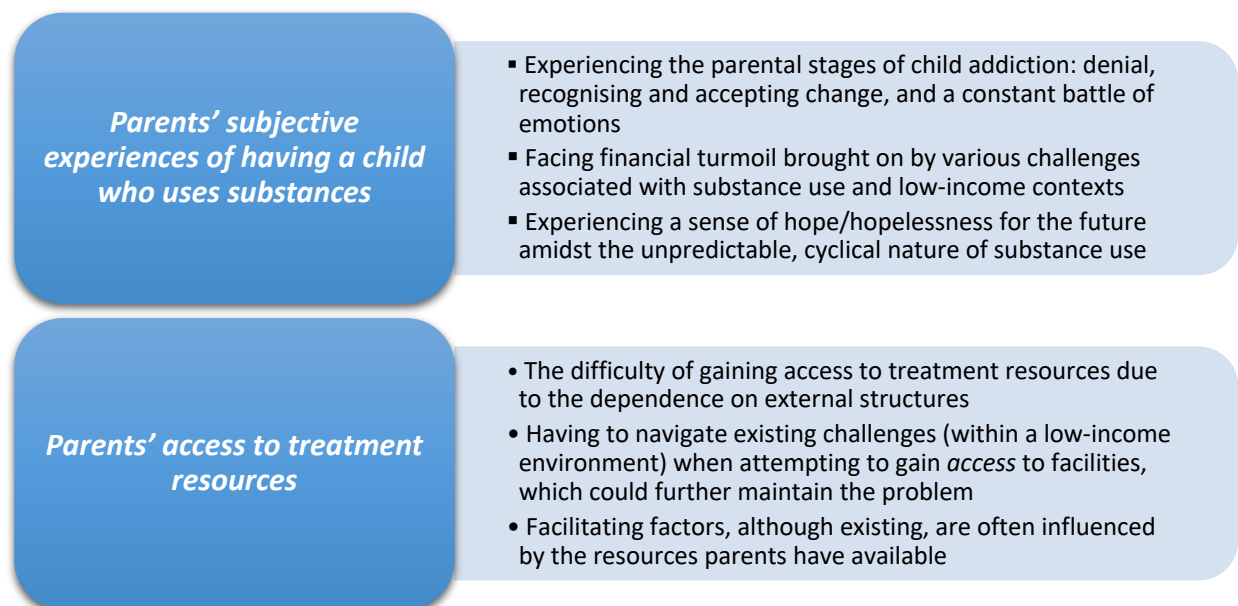 Parents’ subjective
experiences of having a child
who uses substances
▪ Experiencing the parental stages of child addiction: denial,
recognising and accepting change, and a constant battle of
emotions
▪ Facing financial turmoil brought on by various challenges
associated with substance use and low-income contexts
▪ Experiencing a sense of hope/hopelessness for the future
amidst the unpredictable, cyclical nature of substance use
Parents’ access to treatment
resources
• The difficulty of gaining access to treatment resources due
to the dependence on external structures
• Having to navigate existing challenges (within a low-income
environment) when attempting to gain access to facilities,
which could further maintain the problem
• Facilitating factors, although existing, are often influenced
by the resources parents have available